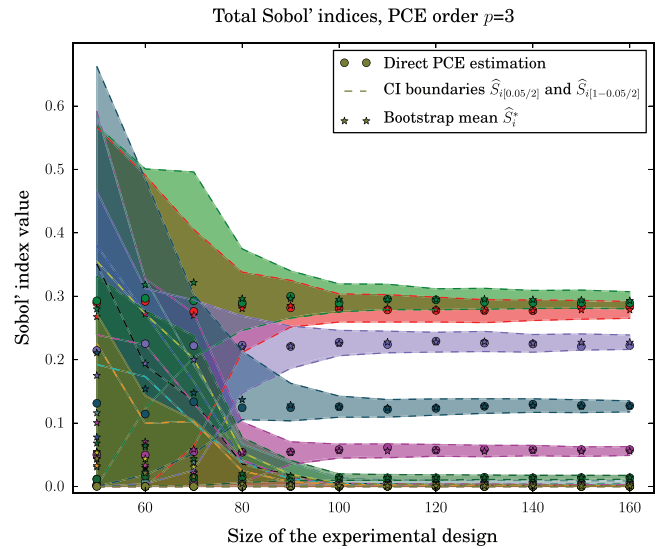 Total Sobol' indices, PCE order p=3
Direct PCE estimation
CI boundaries Ŝ_{i[0.05/2]} and Ŝ_{i[1−0.05/2]}
Bootstrap mean Ŝ_i^*
Sobol' index value
0.6
0.5
0.4
0.3
0.2
0.1
0.0
60 80 100 120 140 160
Size of the experimental design